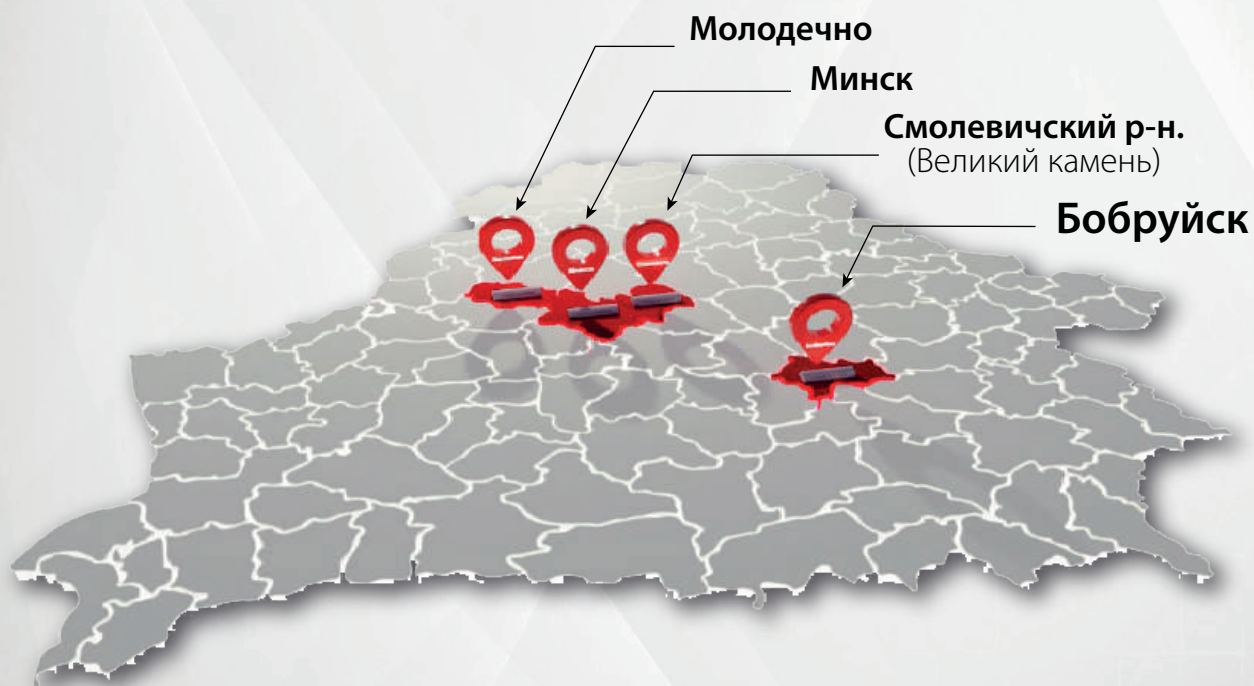 Молодечно
Минск
Смолевичский р-н.
(Великий камень)
Бобруйск